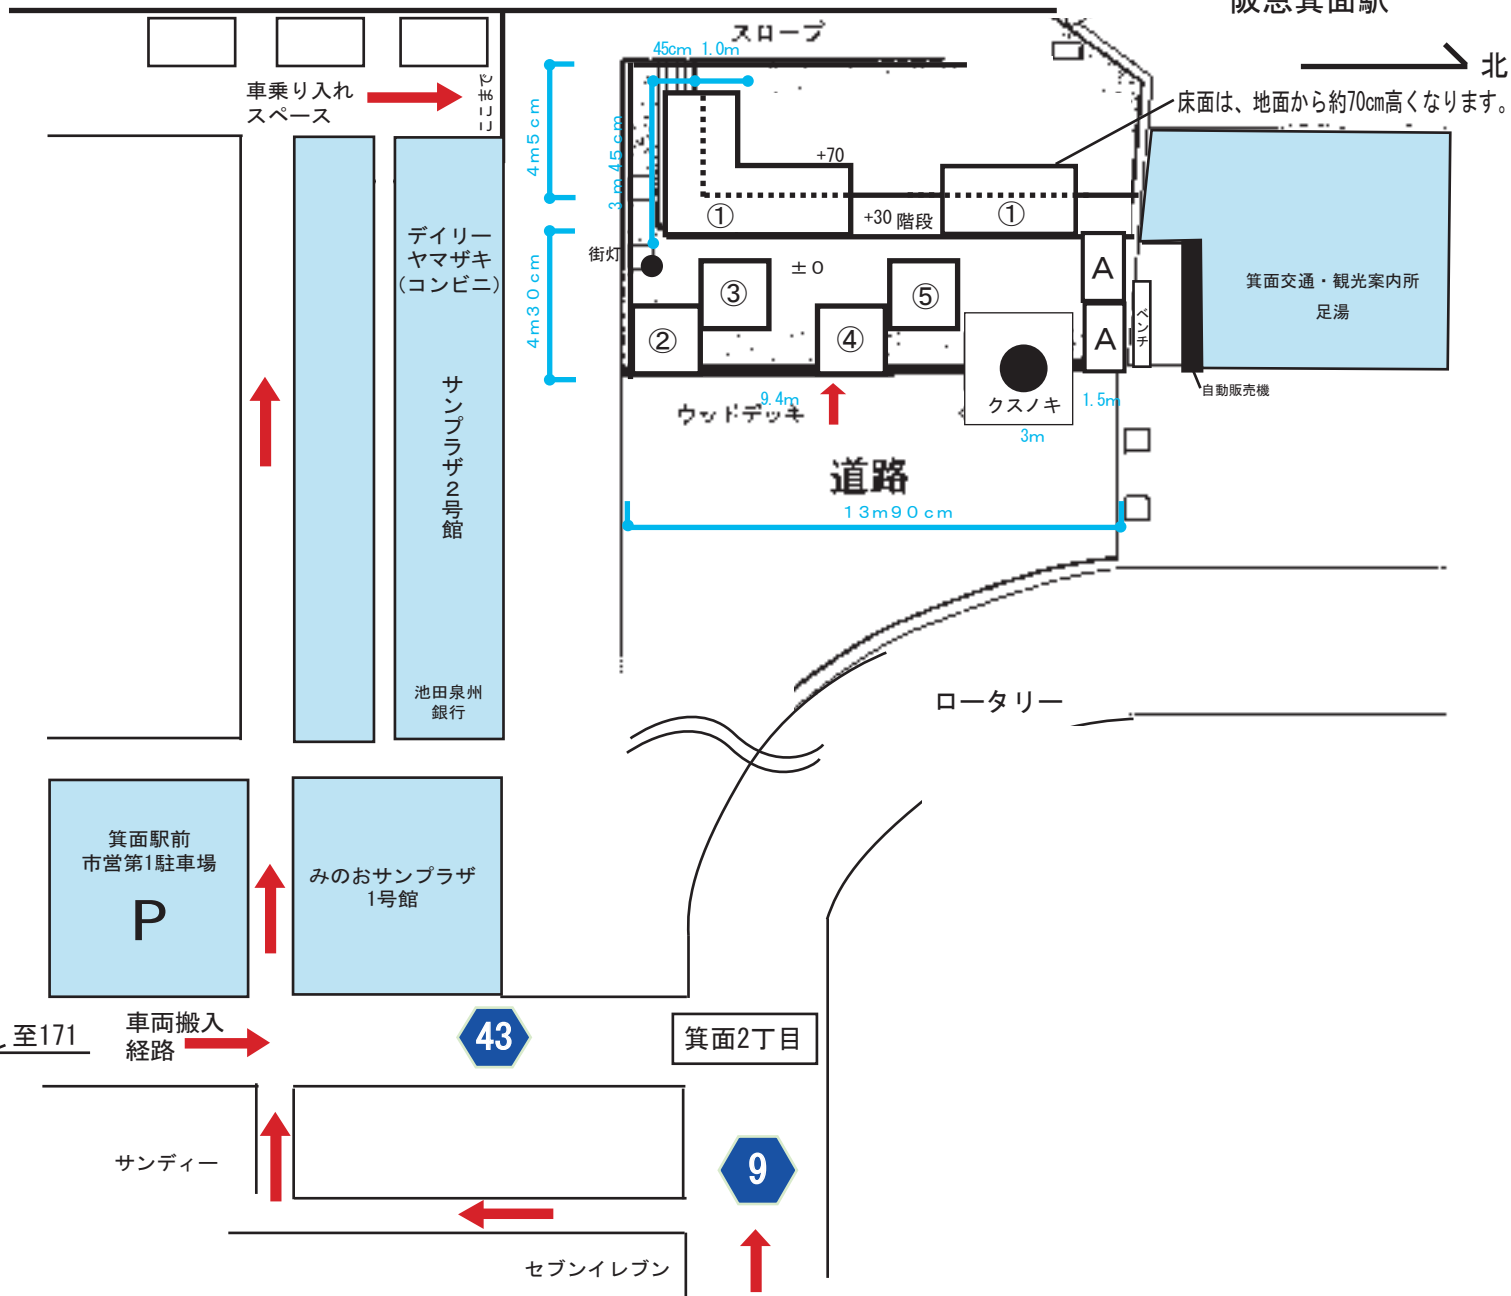 阪急箕面駅
スロープ
45cm 1.0m
北
車乗り入れ
スペース
ここまで
床面は、地面から約70cm高くなります。
4m5cm
3m45cm
+70
①
+30 階段
①
デイリー
ヤマザキ
(コンビニ)
街灯
±0
A
4m30cm
③
⑤
箕面交通・観光案内所
足湯
ベンチ
②
④
A
自動販売機
サンプラザ2号館
9.4m
ウッドデッキ
クスノキ
1.5m
3m
道路
13m90cm
池田泉州
銀行
ロータリー
箕面駅前
市営第1駐車場
P
みのおサンプラザ
1号館
至171
車両搬入
経路
43
箕面2丁目
サンディー
9
セブンイレブン